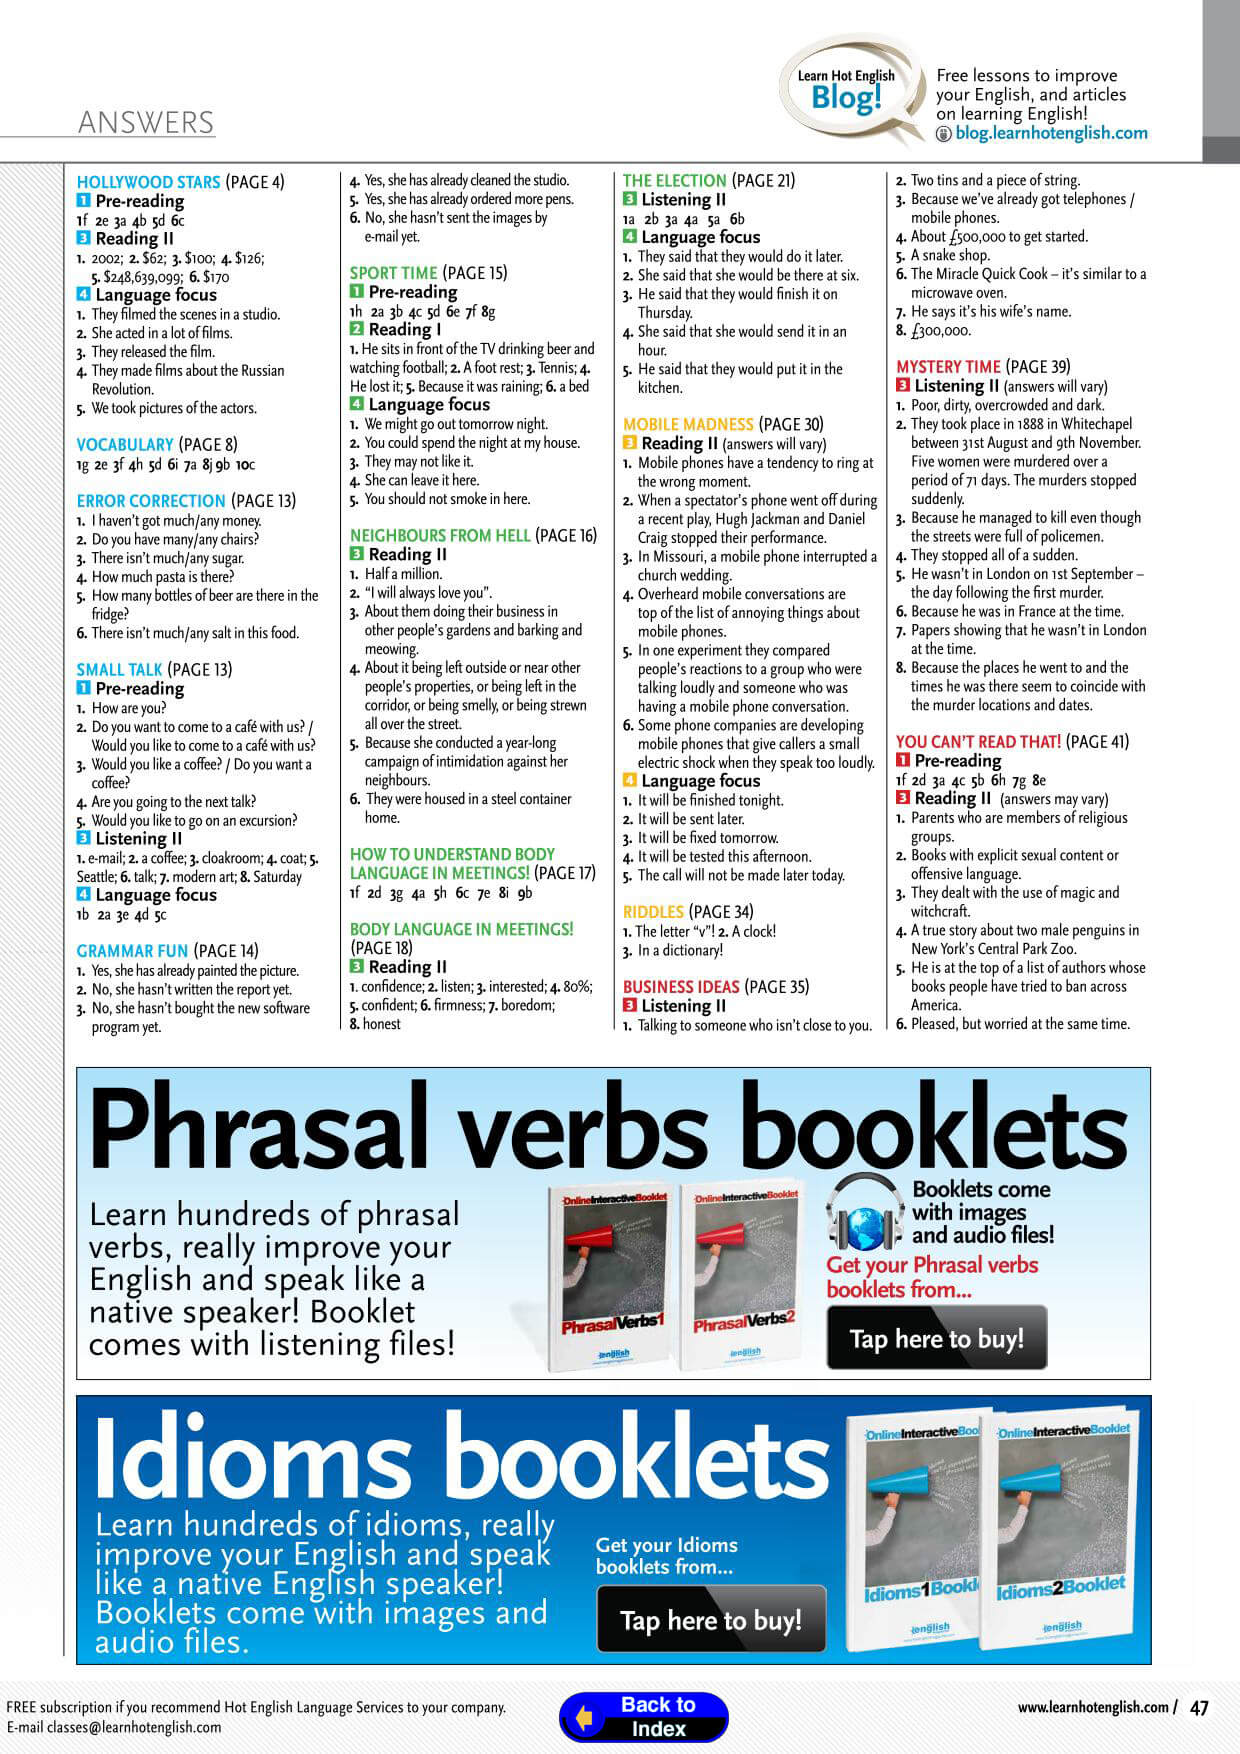 ANSWERS
Learn Hot English
Blog!
Free lessons to improve
your English, and articles
on learning English!
blog.learnhotenglish.com
HOLLYWOOD STARS (PAGE 4)
1 Pre-reading
1f 2e 3a 4b 5d 6c
3 Reading II
1. 2002; 2. $62; 3. $100; 4. $126;
5. $248,639,099; 6. $170
4 Language focus
1. They filmed the scenes in a studio.
2. She acted in a lot of films.
3. They released the film.
4. They made films about the Russian
Revolution.
5. We took pictures of the actors.
VOCABULARY (PAGE 8)
1g 2e 3f 4h 5d 6i 7a 8j 9b 10c
ERROR CORRECTION (PAGE 13)
1. I haven't got much/any money.
2. Do you have many/any chairs?
3. There isn't much/any sugar.
4. How much pasta is there?
5. How many bottles of beer are there in the
fridge?
6. There isn't much/any salt in this food.
SMALL TALK (PAGE 13)
1 Pre-reading
1. How are you?
2. Do you want to come to a café with us? /
Would you like to come to a café with us?
3. Would you like a coffee? / Do you want a
coffee?
4. Are you going to the next talk?
5. Would you like to go on an excursion?
3 Listening II
1. e-mail; 2. a coffee; 3. cloakroom; 4. coat; 5.
Seattle; 6. talk; 7. modern art; 8. Saturday
4 Language focus
1b 2a 3e 4d 5c
GRAMMAR FUN (PAGE 14)
1. Yes, she has already painted the picture.
2. No, she hasn't written the report yet.
3. No, she hasn't bought the new software
program yet.
4. Yes, she has already cleaned the studio.
5. Yes, she has already ordered more pens.
6. No, she hasn't sent the images by
e-mail yet.
SPORT TIME (PAGE 15)
1 Pre-reading
1h 2a 3b 4c 5d 6e 7f 8g
2 Reading I
1. He sits in front of the TV drinking beer and
watching football; 2. A foot rest; 3. Tennis; 4.
He lost it; 5. Because it was raining; 6. a bed
4 Language focus
1. We might go out tomorrow night.
2. You could spend the night at my house.
3. They may not like it.
4. She can leave it here.
5. You should not smoke in here.
NEIGHBOURS FROM HELL (PAGE 16)
3 Reading II
1. Half a million.
2. "I will always love you".
3. About them doing their business in
other people's gardens and barking and
meowing.
4. About it being left outside or near other
people's properties, or being left in the
corridor, or being smelly, or being strewn
all over the street.
5. Because she conducted a year-long
campaign of intimidation against her
neighbours.
6. They were housed in a steel container
home.
HOW TO UNDERSTAND BODY
LANGUAGE IN MEETINGS! (PAGE 17)
1f 2d 3g 4a 5h 6c 7e 8i 9b
BODY LANGUAGE IN MEETINGS!
(PAGE 18)
3 Reading II
1. confidence; 2. listen; 3. interested; 4. 80%;
5. confident; 6. firmness; 7. boredom;
8. honest
THE ELECTION (PAGE 21)
3 Listening II
1a 2b 3a 4a 5a 6b
4 Language focus
1. They said that they would do it later.
2. She said that she would be there at six.
3. He said that they would finish it on
Thursday.
4. She said that she would send it in an
hour.
5. He said that they would put it in the
kitchen.
MOBILE MADNESS (PAGE 30)
3 Reading II (answers will vary)
1. Mobile phones have a tendency to ring at
the wrong moment.
2. When a spectator's phone went off during
a recent play, Hugh Jackman and Daniel
Craig stopped their performance.
3. In Missouri, a mobile phone interrupted a
church wedding.
4. Overheard mobile conversations are
top of the list of annoying things about
mobile phones.
5. In one experiment they compared
people's reactions to a group who were
talking loudly and someone who was
having a mobile phone conversation.
6. Some phone companies are developing
mobile phones that give callers a small
electric shock when they speak too loudly.
4 Language focus
1. It will be finished tonight.
2. It will be sent later.
3. It will be fixed tomorrow.
4. It will be tested this afternoon.
5. The call will not be made later today.
RIDDLES (PAGE 34)
1. The letter "v"! 2. A clock!
3. In a dictionary!
BUSINESS IDEAS (PAGE 35)
3 Listening II
1. Talking to someone who isn't close to you.
2. Two tins and a piece of string.
3. Because we've already got telephones /
mobile phones.
4. About £500,000 to get started.
5. A snake shop.
6. The Miracle Quick Cook – it's similar to a
microwave oven.
7. He says it's his wife's name.
8. £300,000.
MYSTERY TIME (PAGE 39)
3 Listening II (answers will vary)
1. Poor, dirty, overcrowded and dark.
2. They took place in 1888 in Whitechapel
between 31st August and 9th November.
Five women were murdered over a
period of 71 days. The murders stopped
suddenly.
3. Because he managed to kill even though
the streets were full of policemen.
4. They stopped all of a sudden.
5. He wasn't in London on 1st September –
the day following the first murder.
6. Because he was in France at the time.
7. Papers showing that he wasn't in London
at the time.
8. Because the places he went to and the
times he was there seem to coincide with
the murder locations and dates.
YOU CAN'T READ THAT! (PAGE 41)
1 Pre-reading
1f 2d 3a 4c 5b 6h 7g 8e
3 Reading II (answers may vary)
1. Parents who are members of religious
groups.
2. Books with explicit sexual content or
offensive language.
3. They dealt with the use of magic and
witchcraft.
4. A true story about two male penguins in
New York's Central Park Zoo.
5. He is at the top of a list of authors whose
books people have tried to ban across
America.
6. Pleased, but worried at the same time.
Phrasal verbs booklets
Learn hundreds of phrasal
verbs, really improve your
English and speak like a
native speaker! Booklet
comes with listening files!
OnlineInteractiveBooklet
PhrasalVerbs1
english
OnlineInteractiveBooklet
PhrasalVerbs2
english
Booklets come
with images
and audio files!
Get your Phrasal verbs
booklets from...
Tap here to buy!
Idioms booklets
Learn hundreds of idioms, really
improve your English and speak
like a native English speaker!
Booklets come with images and
audio files.
Get your Idioms
booklets from...
Tap here to buy!
OnlineInteractiveBoo
Idioms1Bookl
english
OnlineInteractiveBooklet
Idioms2Booklet
english
FREE subscription if you recommend Hot English Language Services to your company.
E-mail classes@learnhotenglish.com
Back to
Index
www.learnhotenglish.com / 47